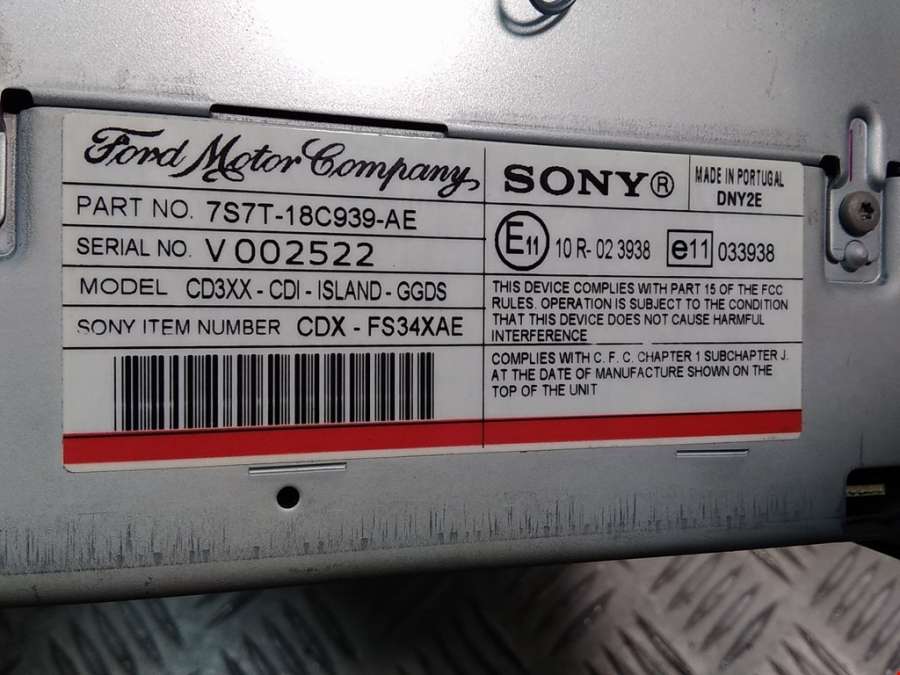 Ford Motor Company
PART NO. 7S7T-18C939-AE
SERIAL NO. V002522
MODEL CD3XX - CDI - ISLAND - GGDS
SONY ITEM NUMBER CDX - FS34XAE
SONY®
MADE IN PORTUGAL
DNY2E
E11 10 R- 02 3938 e11 033938
THIS DEVICE COMPLIES WITH PART 15 OF THE FCC
RULES. OPERATION IS SUBJECT TO THE CONDITION
THAT THIS DEVICE DOES NOT CAUSE HARMFUL
INTERFERENCE
COMPLIES WITH C. F. C. CHAPTER 1 SUBCHAPTER J.
AT THE DATE OF MANUFACTURE SHOWN ON THE
TOP OF THE UNIT